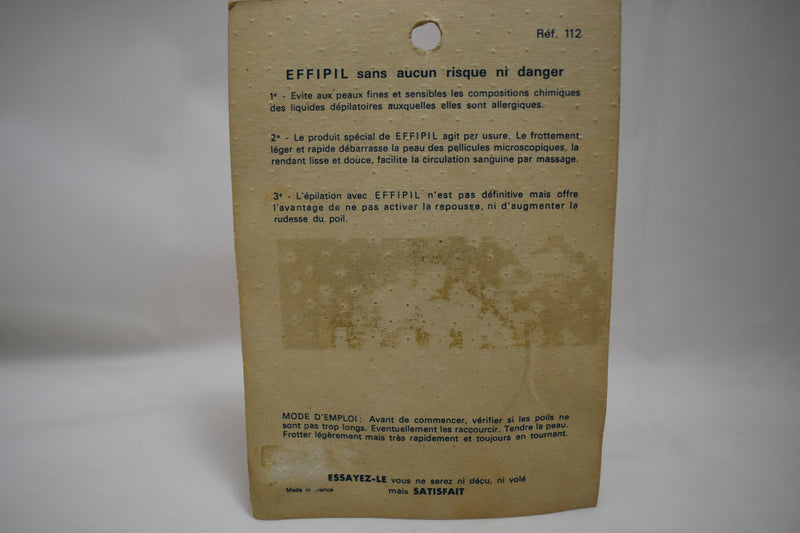 Réf. 112
EFFIPIL sans aucun risque ni danger
1° - Evite aux peaux fines et sensibles les compositions chimiques
des liquides dépilatoires auxquelles elles sont allergiques.
2° - Le produit spécial de EFFIPIL agit par usure. Le frottement
léger et rapide débarrasse la peau des pellicules microscopiques, la
rendant lisse et douce, facilite la circulation sanguine par massage.
3° - L'épilation avec EFFIPIL n'est pas définitive mais offre
l'avantage de ne pas activer la repousse, ni d'augmenter la
rudesse du poil.
MODE D'EMPLOI : Avant de commencer, vérifier si les poils ne
sont pas trop longs. Eventuellement les raccourcir. Tendre la peau.
Frotter légèrement mais très rapidement et toujours en tournant.
ESSAYEZ-LE vous ne serez ni déçu, ni volé
Made in France mais SATISFAIT